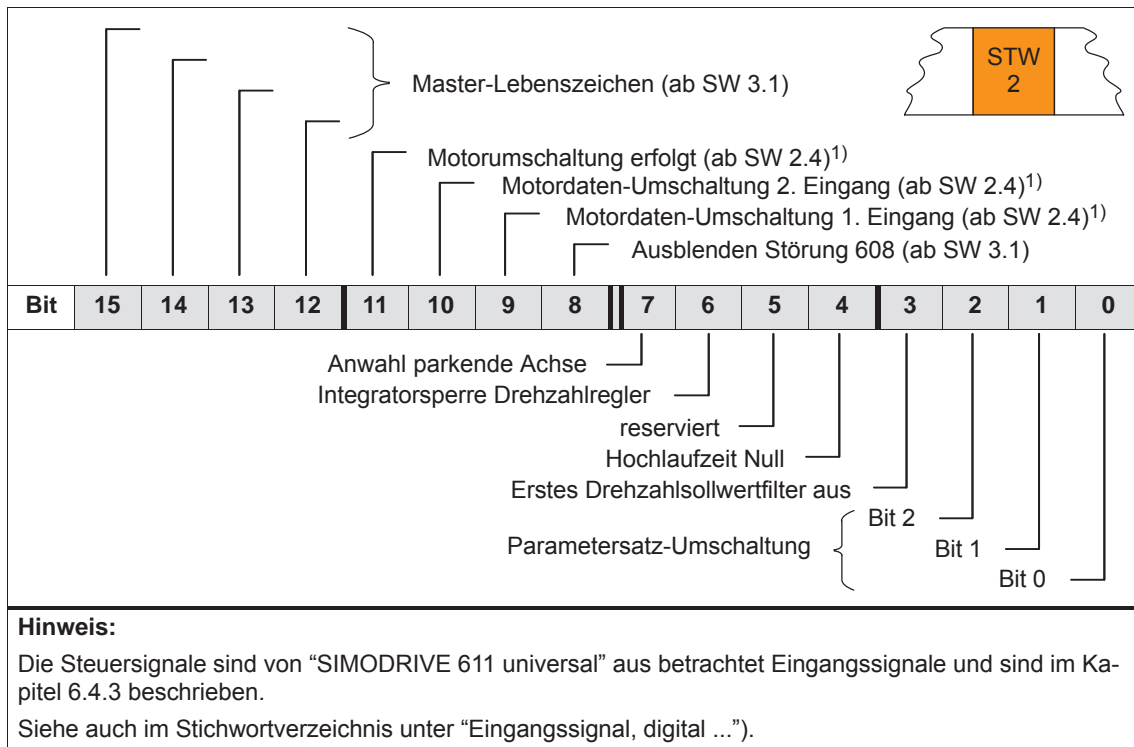 STW
2
Master-Lebenszeichen (ab SW 3.1)
Motorumschaltung erfolgt (ab SW 2.4)1)
Motordaten-Umschaltung 2. Eingang (ab SW 2.4)1)
Motordaten-Umschaltung 1. Eingang (ab SW 2.4)1)
Ausblenden Störung 608 (ab SW 3.1)
Bit 15 14 13 12 11 10 9 8 7 6 5 4 3 2 1 0
Anwahl parkende Achse
Integratorsperre Drehzahlregler
reserviert
Hochlaufzeit Null
Erstes Drehzahlsollwertfilter aus
Bit 2
Parametersatz-Umschaltung
Bit 1
Bit 0
Hinweis:
Die Steuersignale sind von “SIMODRIVE 611 universal” aus betrachtet Eingangssignale und sind im Ka-
pitel 6.4.3 beschrieben.
Siehe auch im Stichwortverzeichnis unter “Eingangssignal, digital ...”).